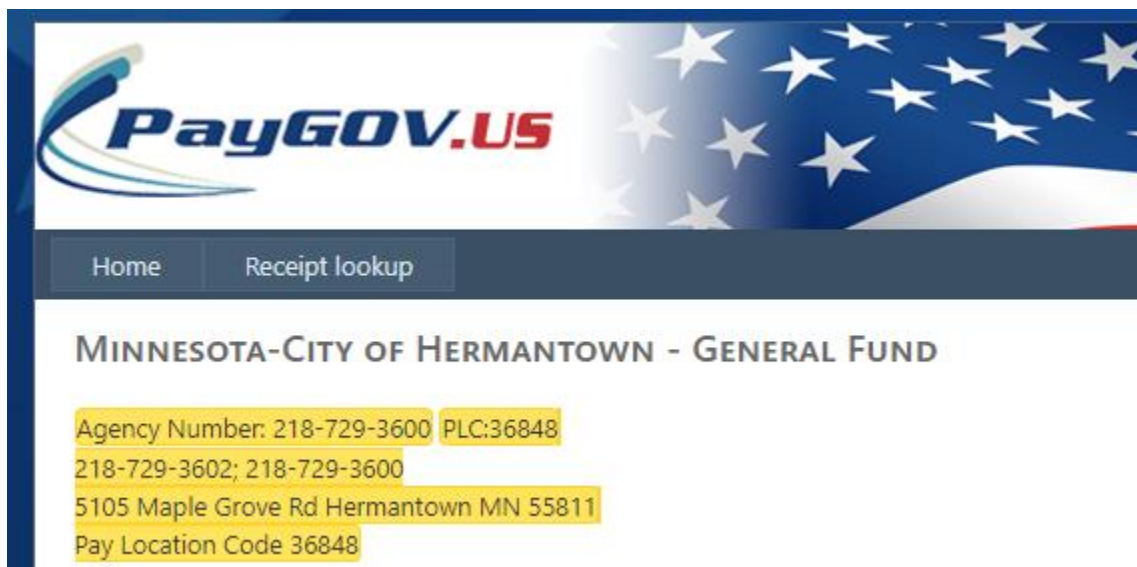 PayGOV.US
Home Receipt lookup
MINNESOTA-CITY OF HERMANTOWN - GENERAL FUND
Agency Number: 218-729-3600 PLC:36848
218-729-3602; 218-729-3600
5105 Maple Grove Rd Hermantown MN 55811
Pay Location Code 36848